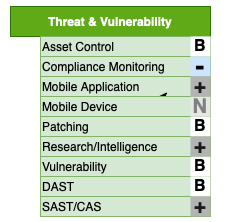 Threat & Vulnerability
Asset Control B
Compliance Monitoring -
Mobile Application +
Mobile Device N
Patching B
Research/Intelligence +
Vulnerability B
DAST B
SAST/CAS +